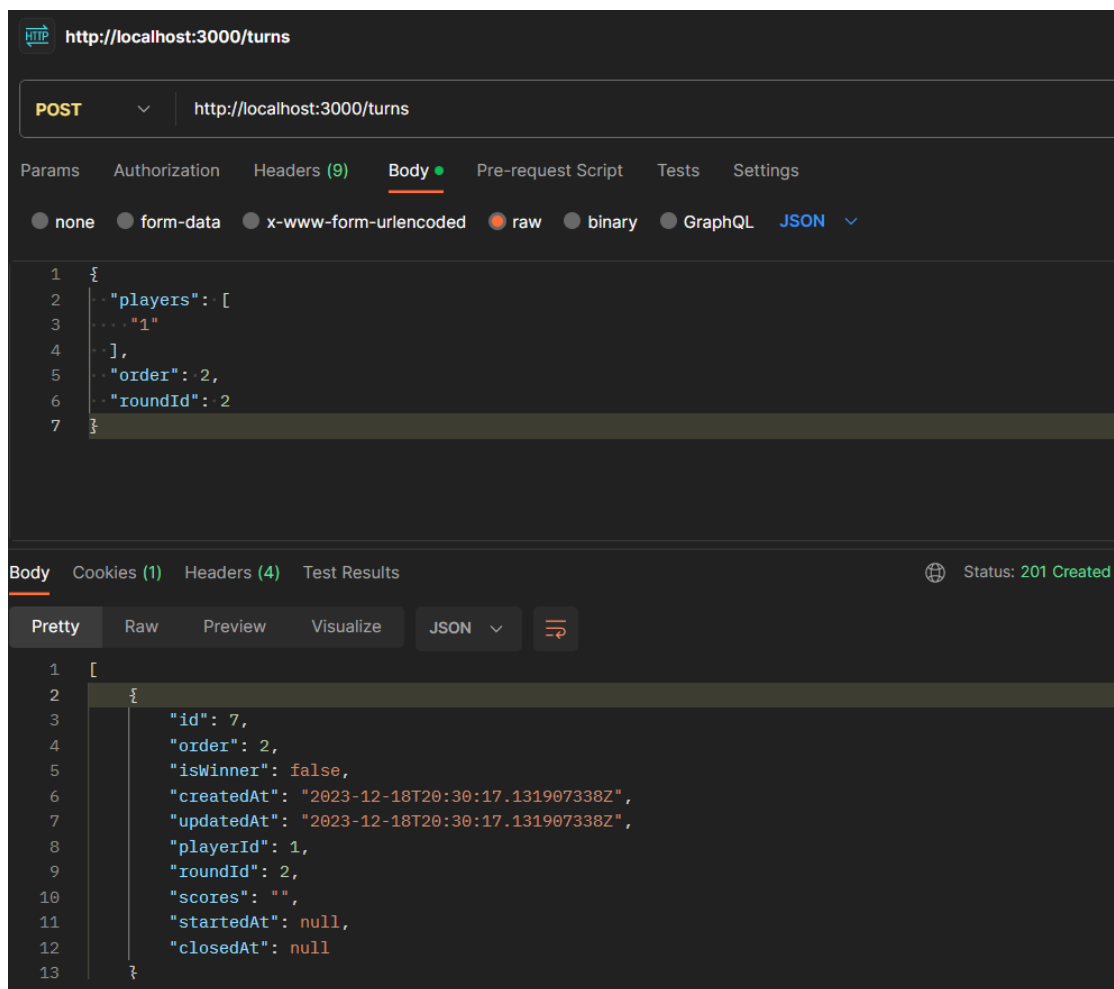 HTTP http://localhost:3000/turns
POST http://localhost:3000/turns
Params Authorization Headers (9) Body Pre-request Script Tests Settings
none form-data x-www-form-urlencoded raw binary GraphQL JSON
1 {
2 "players": [
3 "1"
4 ],
5 "order": 2,
6 "roundId": 2
7 }
Body Cookies (1) Headers (4) Test Results Status: 201 Created
Pretty Raw Preview Visualize JSON
1 [
2 {
3 "id": 7,
4 "order": 2,
5 "isWinner": false,
6 "createdAt": "2023-12-18T20:30:17.131907338Z",
7 "updatedAt": "2023-12-18T20:30:17.131907338Z",
8 "playerId": 1,
9 "roundId": 2,
10 "scores": "",
11 "startedAt": null,
12 "closedAt": null
13 }